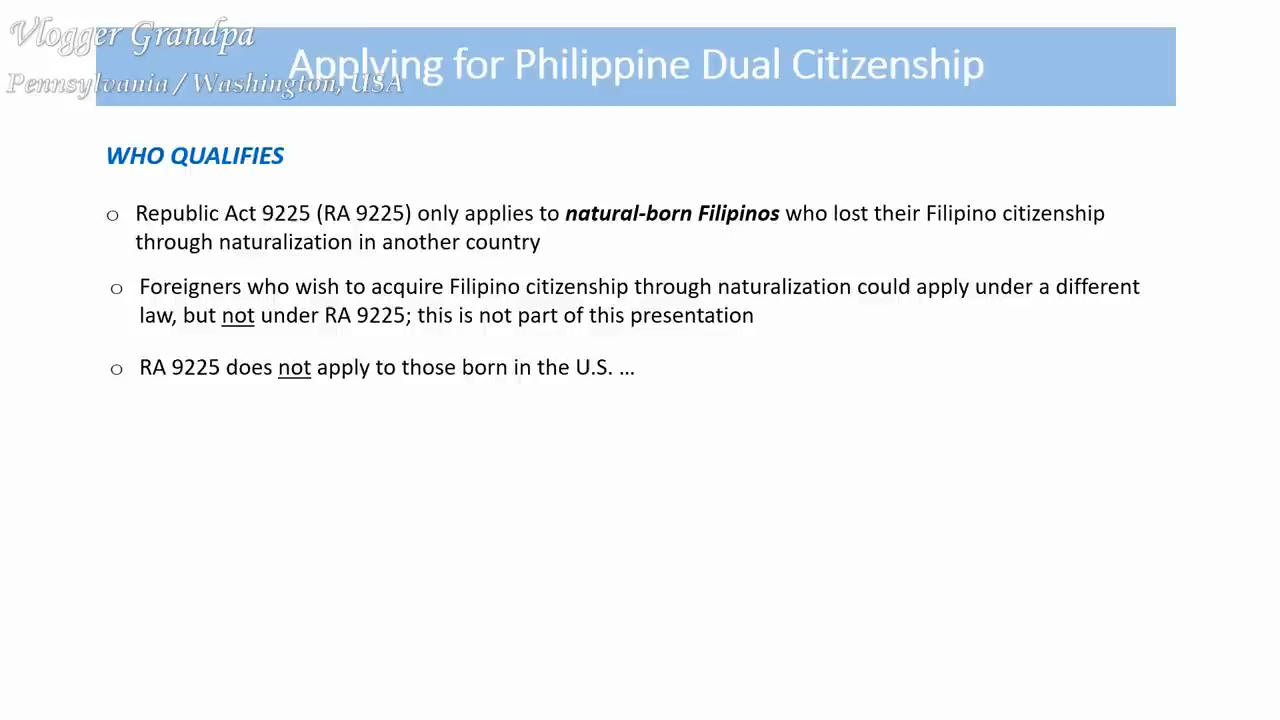 Vlogger Grandpa
Applying for Philippine Dual Citizenship
Pennsylvania / Washington, USA
WHO QUALIFIES
o Republic Act 9225 (RA 9225) only applies to natural-born Filipinos who lost their Filipino citizenship
through naturalization in another country
o Foreigners who wish to acquire Filipino citizenship through naturalization could apply under a different
law, but not under RA 9225; this is not part of this presentation
o RA 9225 does not apply to those born in the U.S. …